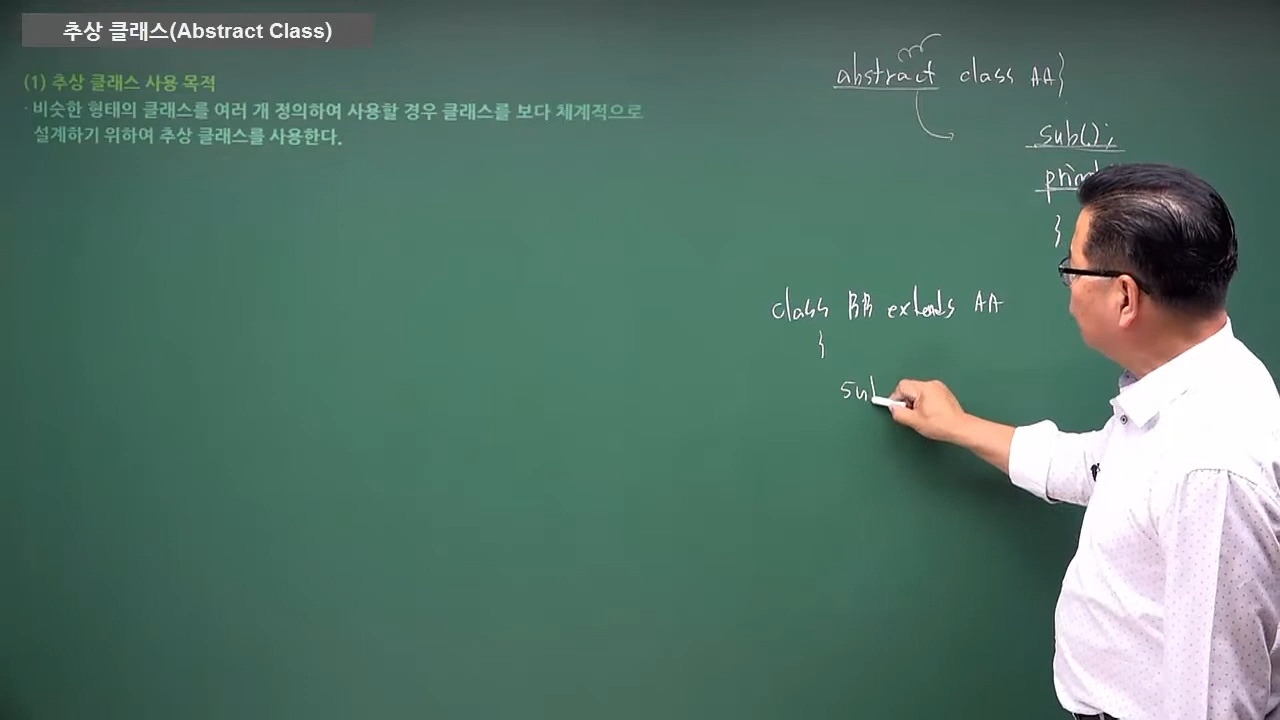 추상 클래스(Abstract Class)
(1) 추상 클래스 사용 목적
· 비슷한 형태의 클래스를 여러 개 정의하여 사용할 경우 클래스를 보다 체계적으로
설계하기 위하여 추상 클래스를 사용한다.
abstract class AA}
sub();
}
class BB extends AA
}